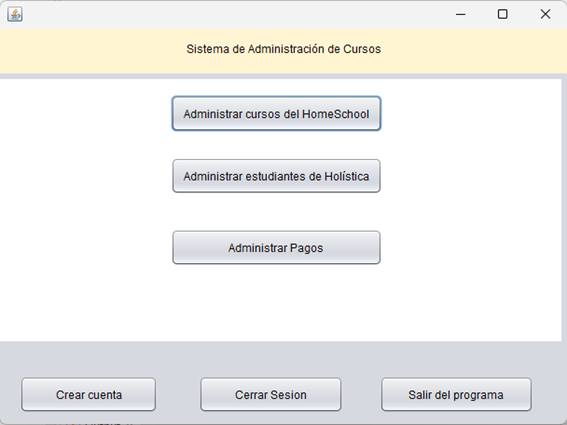 Sistema de Administración de Cursos
Administrar cursos del HomeSchool
Administrar estudiantes de Holística
Administrar Pagos
Crear cuenta
Cerrar Sesion
Salir del programa